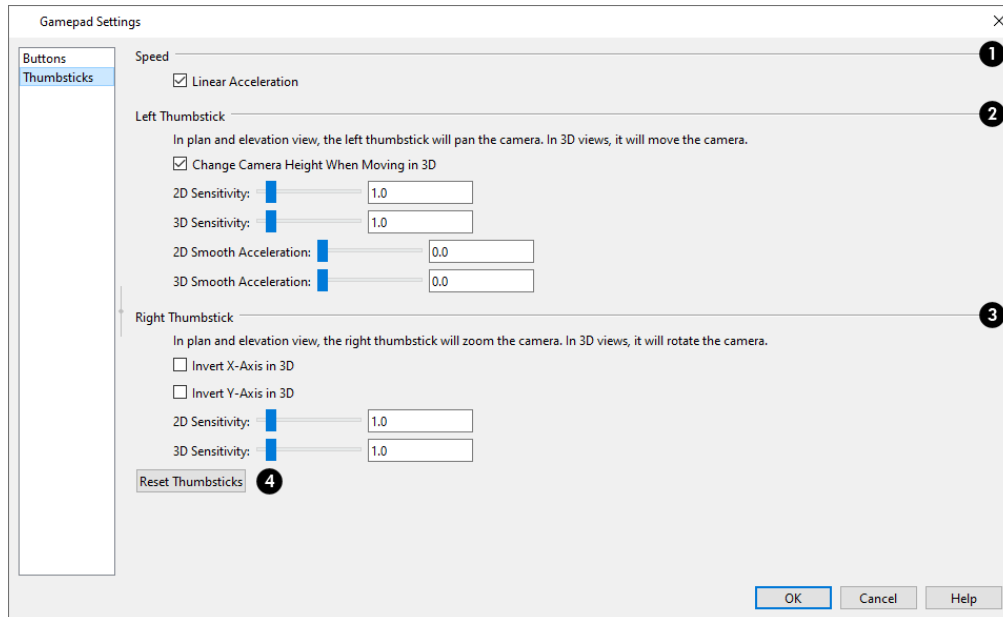 Gamepad Settings
Buttons
Thumbsticks
Speed 1
Linear Acceleration
Left Thumbstick 2
In plan and elevation view, the left thumbstick will pan the camera. In 3D views, it will move the camera.
Change Camera Height When Moving in 3D
2D Sensitivity: 1.0
3D Sensitivity: 1.0
2D Smooth Acceleration: 0.0
3D Smooth Acceleration: 0.0
Right Thumbstick 3
In plan and elevation view, the right thumbstick will zoom the camera. In 3D views, it will rotate the camera.
Invert X-Axis in 3D
Invert Y-Axis in 3D
2D Sensitivity: 1.0
3D Sensitivity: 1.0
Reset Thumbsticks 4
OK Cancel Help